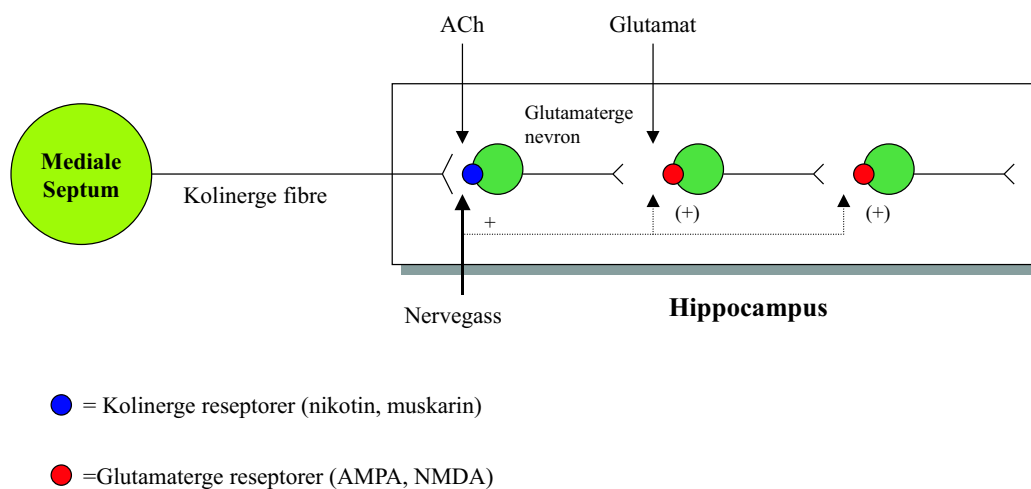 ACh
Glutamat
Glutamaterge
nevron
Mediale
Septum
Kolinerge fibre
+
(+)
(+)
Nervegass
Hippocampus
= Kolinerge reseptorer (nikotin, muskarin)
=Glutamaterge reseptorer (AMPA, NMDA)